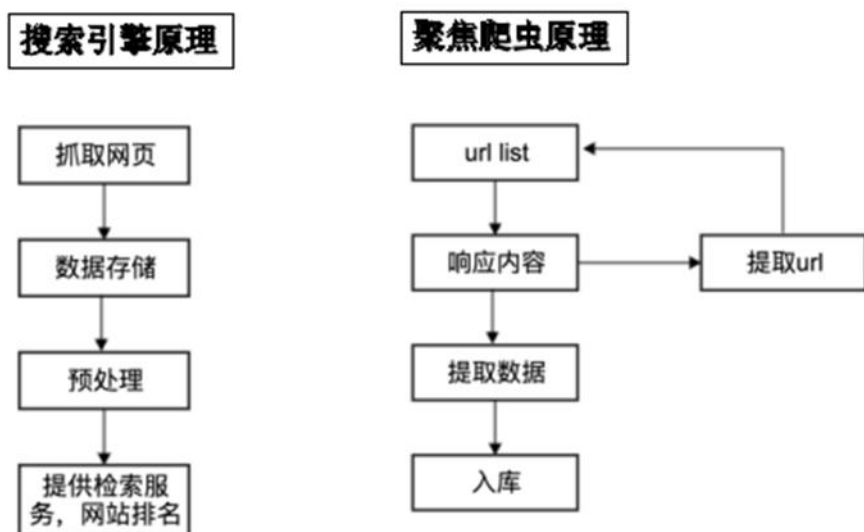 搜索引擎原理
抓取网页
数据存储
预处理
提供检索服
务，网站排名
聚焦爬虫原理
url list
响应内容
提取url
提取数据
入库